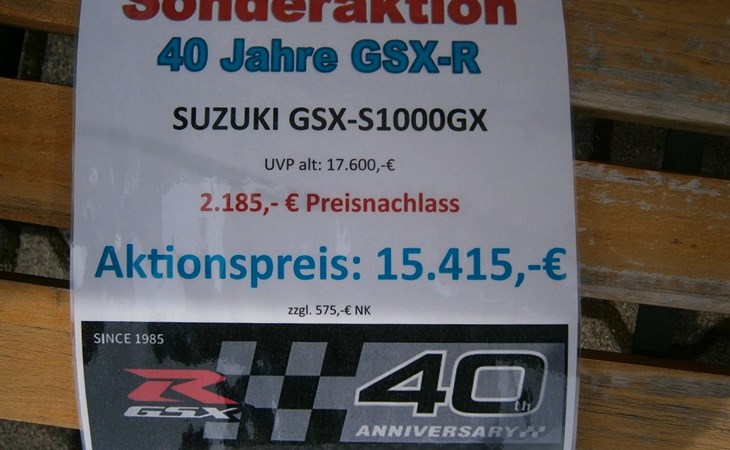 Sonderaktion
40 Jahre GSX-R
SUZUKI GSX-S1000GX
UVP alt: 17.600,-€
2.185,- € Preisnachlass
Aktionspreis: 15.415,-€
zzgl. 575,-€ NK
SINCE 1985
R
GSX
40th
ANNIVERSARY